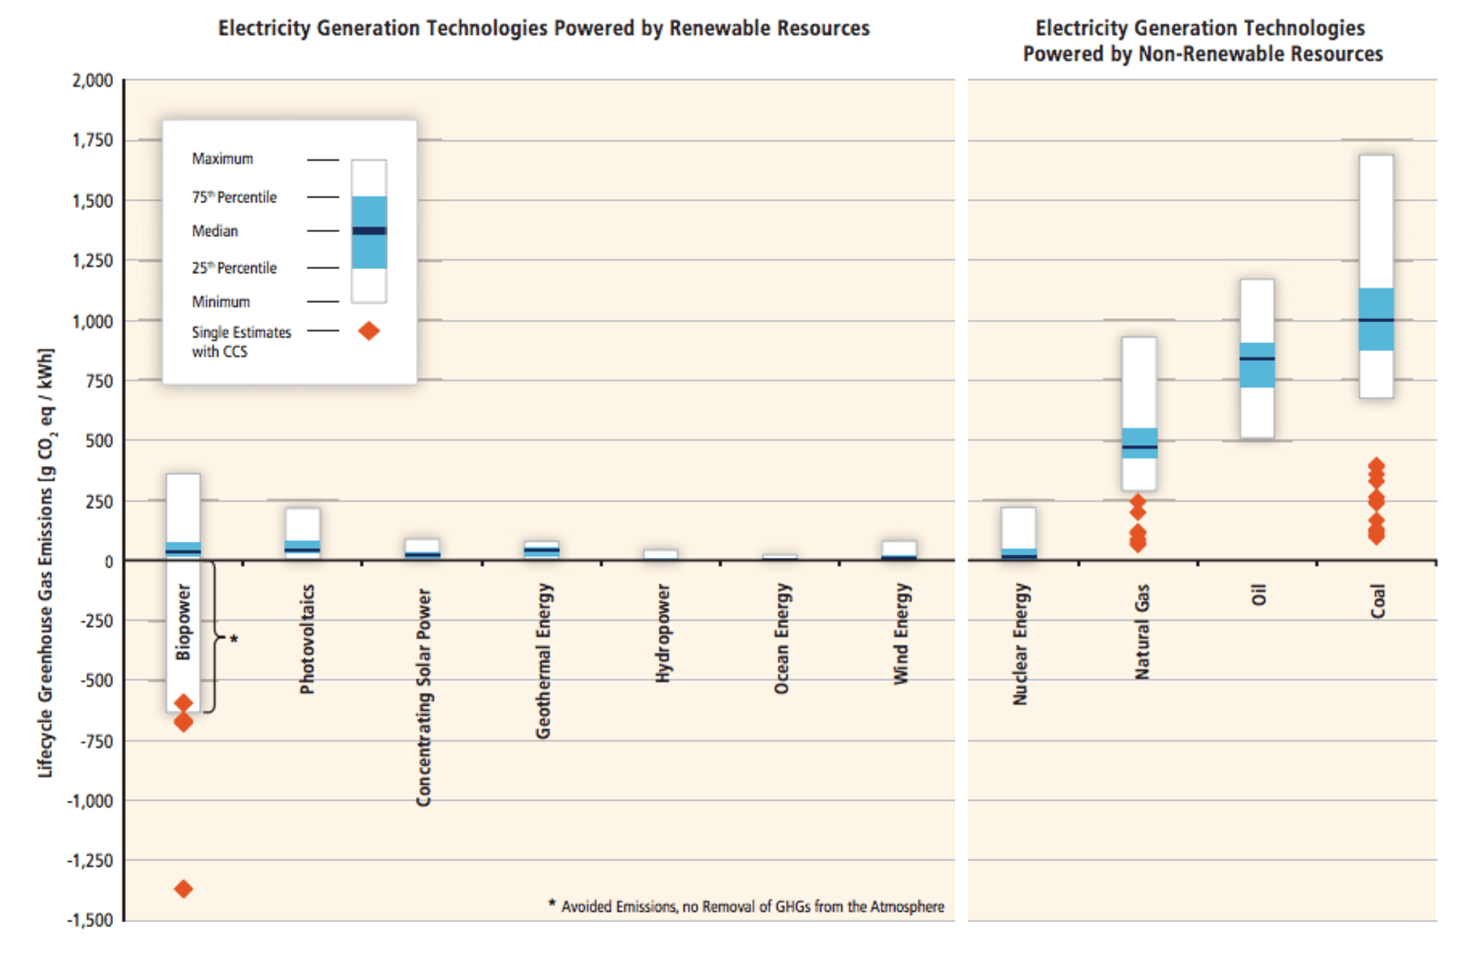 Electricity Generation Technologies Powered by Renewable Resources
Electricity Generation Technologies
Powered by Non-Renewable Resources
Lifecycle Greenhouse Gas Emissions [g CO₂ eq / kWh]
2,000
1,750
1,500
1,250
1,000
750
500
250
0
-250
-500
-750
-1,000
-1,250
-1,500
Maximum
75th Percentile
Median
25th Percentile
Minimum
Single Estimates
with CCS
Biopower
*
Photovoltaics
Concentrating Solar Power
Geothermal Energy
Hydropower
Ocean Energy
Wind Energy
Nuclear Energy
Natural Gas
Oil
Coal
* Avoided Emissions, no Removal of GHGs from the Atmosphere